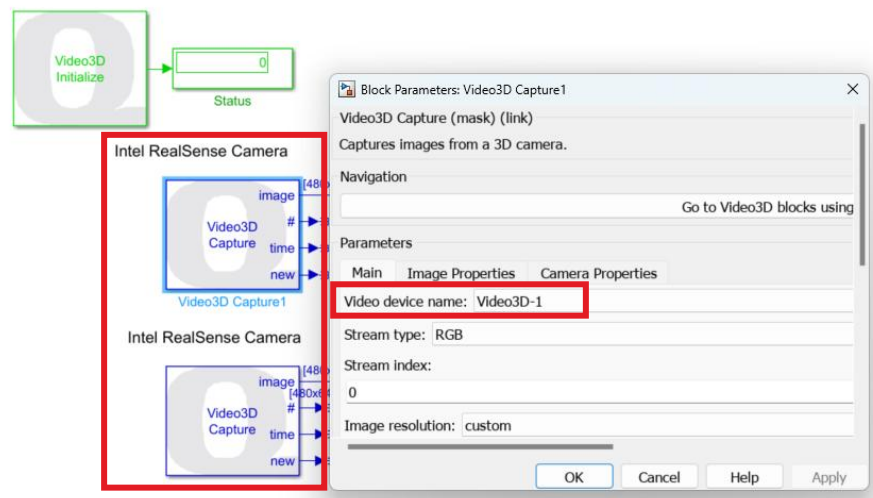 Video3D
Initialize
0
Status
Intel RealSense Camera
image
#
time
new
Video3D
Capture
Video3D Capture1
Intel RealSense Camera
image
#
time
new
Video3D
Capture
Block Parameters: Video3D Capture1
Video3D Capture (mask) (link)
Captures images from a 3D camera.
Navigation
Go to Video3D blocks using
Parameters
Main Image Properties Camera Properties
Video device name: Video3D-1
Stream type: RGB
Stream index:
0
Image resolution: custom
OK Cancel Help Apply